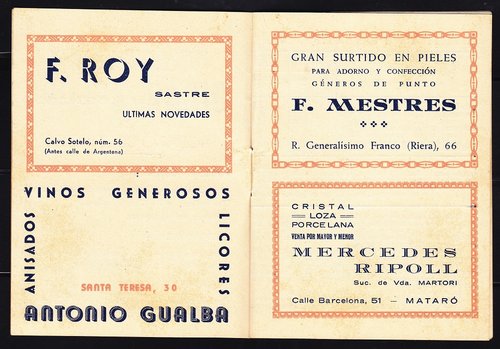 F. ROY
SASTRE
ULTIMAS NOVEDADES
Calvo Sotelo, núm. 56
(Antes calle de Argentona)
VINOS GENEROSOS
ANISADOS
LICORES
SANTA TERESA, 30
ANTONIO GUALBA
GRAN SURTIDO EN PIELES
PARA ADORNO Y CONFECCIÓN
GÉNEROS DE PUNTO
F. MESTRES
R. Generalísimo Franco (Riera), 66
CRISTAL
LOZA
PORCELANA
VENTA POR MAYOR Y MENOR
MERCEDES
RIPOLL
Suc. de Vda. MARTORI
Calle Barcelona, 51 - MATARÓ